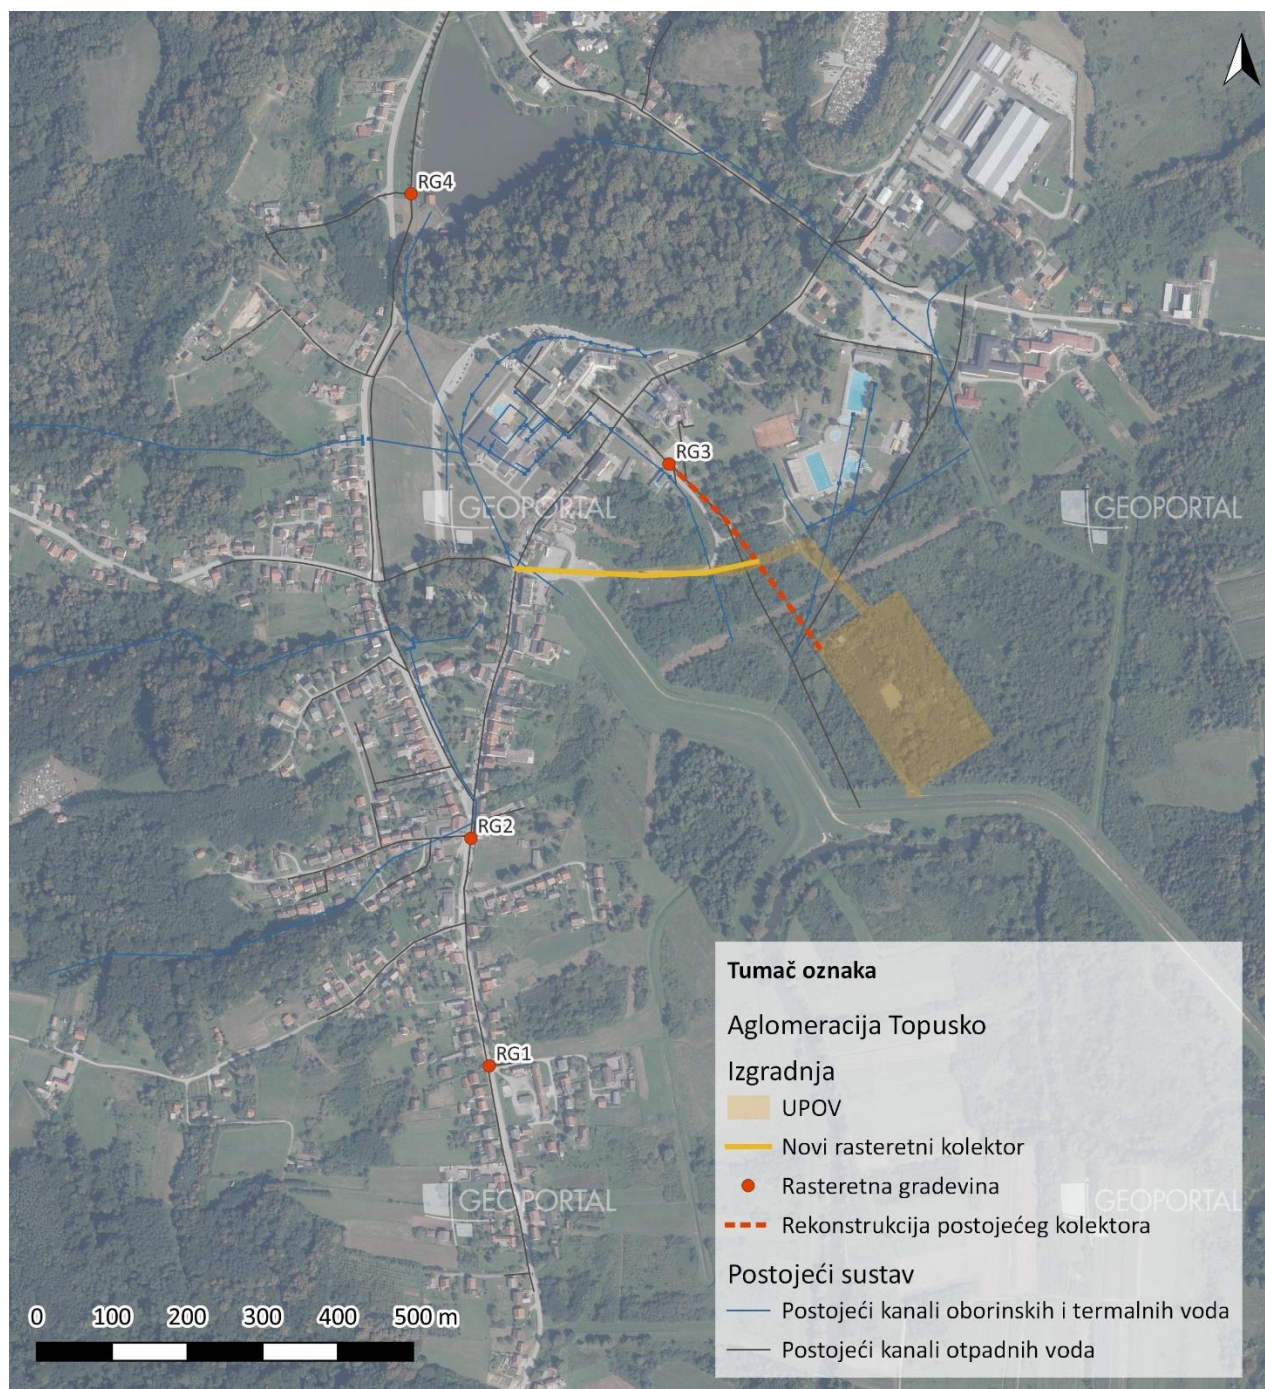 RG4
RG3
GEOPORTAL
GEOPORTAL
RG2
RG1
GEOPORTAL
GEOPORTAL
Tumač oznaka
Aglomeracija Topusko
Izgradnja
UPOV
Novi rasteretni kolektor
Rasteretna građevina
Rekonstrukcija postojećeg kolektora
Postojeći sustav
Postojeći kanali oborinskih i termalnih voda
Postojeći kanali otpadnih voda
0 100 200 300 400 500 m